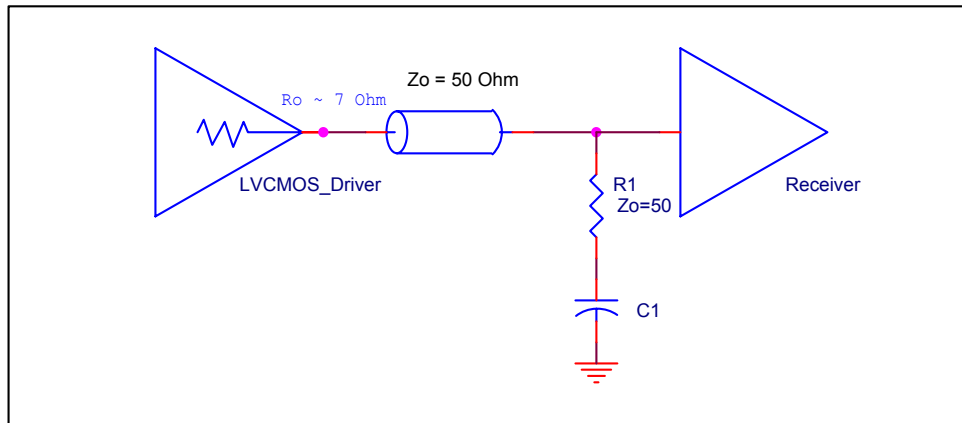 Zo = 50 Ohm
Ro ~ 7 Ohm
LVCMOS_Driver
R1
Zo=50
Receiver
C1